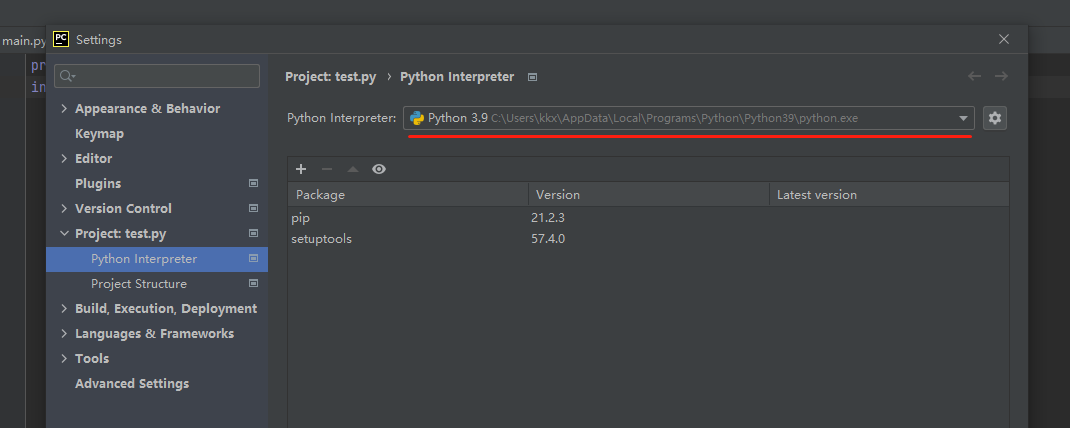 PC Settings
main.py
pr
in
Appearance & Behavior
Keymap
Editor
Plugins
Version Control
Project: test.py
Python Interpreter
Project Structure
Build, Execution, Deployment
Languages & Frameworks
Tools
Advanced Settings
Project: test.py › Python Interpreter
Python Interpreter: Python 3.9 C:\Users\kkx\AppData\Local\Programs\Python\Python39\python.exe
Package Version Latest version
pip 21.2.3
setuptools 57.4.0